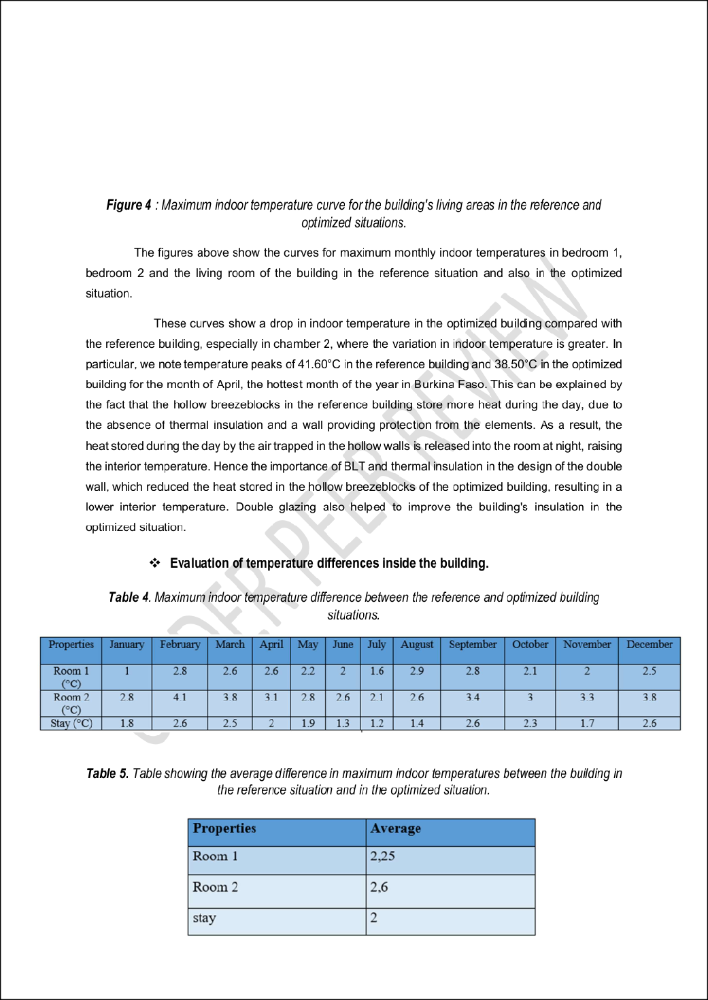 Figure 4 : Maximum indoor temperature curve for the building's living areas in the reference and
optimized situations.
The figures above show the curves for maximum monthly indoor temperatures in bedroom 1,
bedroom 2 and the living room of the building in the reference situation and also in the optimized
situation.
These curves show a drop in indoor temperature in the optimized building compared with
the reference building, especially in chamber 2, where the variation in indoor temperature is greater. In
particular, we note temperature peaks of 41.60°C in the reference building and 38.50°C in the optimized
building for the month of April, the hottest month of the year in Burkina Faso. This can be explained by
the fact that the hollow breezeblocks in the reference building store more heat during the day, due to
the absence of thermal insulation and a wall providing protection from the elements. As a result, the
heat stored during the day by the air trapped in the hollow walls is released into the room at night, raising
the interior temperature. Hence the importance of BLT and thermal insulation in the design of the double
wall, which reduced the heat stored in the hollow breezeblocks of the optimized building, resulting in a
lower interior temperature. Double glazing also helped to improve the building's insulation in the
optimized situation.
❖ Evaluation of temperature differences inside the building.
Table 4. Maximum indoor temperature difference between the reference and optimized building
situations.
Properties January February March April May June July August September October November December
Room 1 (°C) 1 2.8 2.6 2.6 2.2 2 1.6 2.9 2.8 2.1 2 2.5
Room 2 (°C) 2.8 4.1 3.8 3.1 2.8 2.6 2.1 2.6 3.4 3 3.3 3.8
Stay (°C) 1.8 2.6 2.5 2 1.9 1.3 1.2 1.4 2.6 2.3 1.7 2.6
Table 5. Table showing the average difference in maximum indoor temperatures between the building in
the reference situation and in the optimized situation.
Properties Average
Room 1 2,25
Room 2 2,6
stay 2
UNDER PEER REVIEW